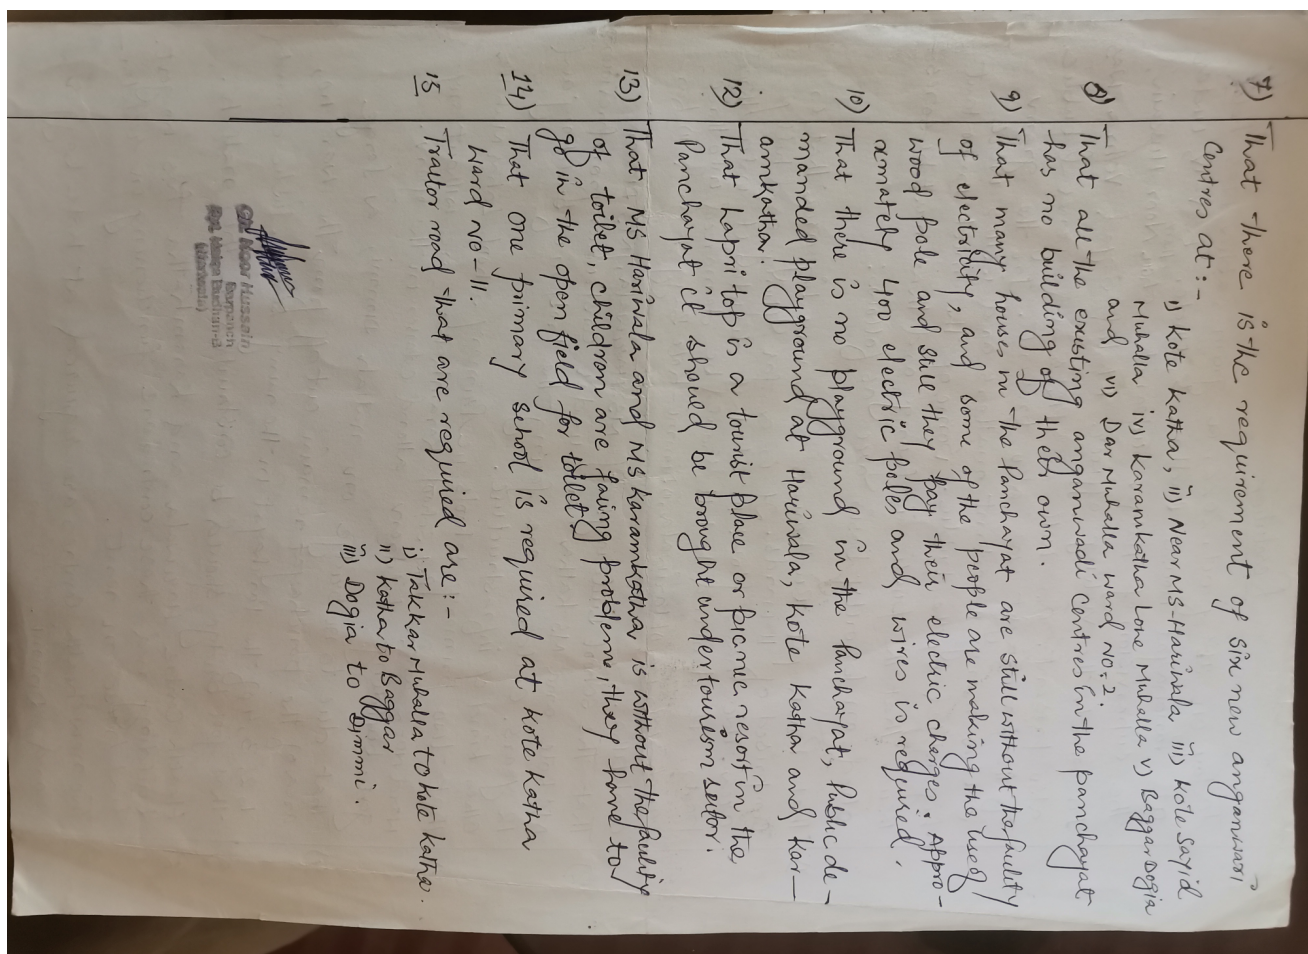 7) That there is the requirement of six new anganwari
Centres at:-
i) Kote Katha, ii) Near MS-Hariwala iii) Kote Sayid
Muhalla iv) Karamkatha Lone Muhalla v) Baggar Dogia
and vi) Dar Muhalla ward No:-2.
8) That all the existing anganwadi Centres in the panchayat
has no building of their own.
9) That many houses in the Panchayat are still without the facility
of electricity, and some of the people are making the use of
wood pole and still they pay their electric charges. Appro-
xmately 400 electric poles and wires is required.
10) That there is no playground in the Panchayat, Public de-
manded playground at Hariwala, Kote Katha and Kar-
amkatha.
12) That Hapri top is a tourist place or picnic resort in the
Panchayat it should be brought under tourism sector.
13) That MS Hariwala and MS Karamkatha is without the facility
of toilet, children are facing problems, they have to
go in the open field for toilets
14) That one primary school is required at Kote Katha
ward No-11.
15 Tractor road that are required are:-
i) Takkar Muhalla to Kote Katha.
ii) Katha to Baggar
iii) Dogia to Dimmi.
Hussain